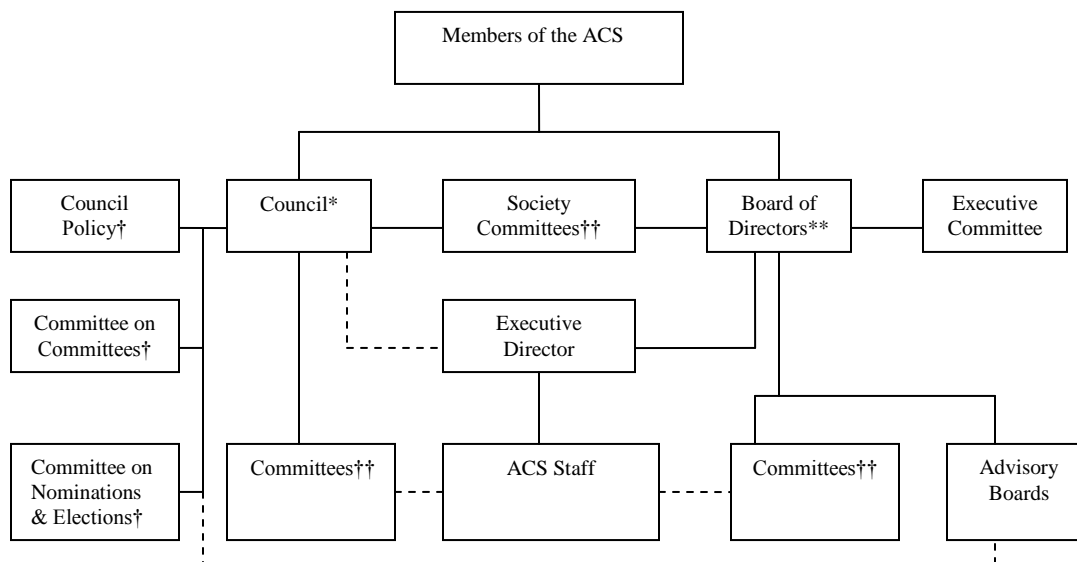 Members of the ACS
Council
Policy†
Council*
Society
Committees††
Board of
Directors**
Executive
Committee
Committee on
Committees†
Executive
Director
Committee on
Nominations
& Elections†
Committees††
ACS Staff
Committees††
Advisory
Boards